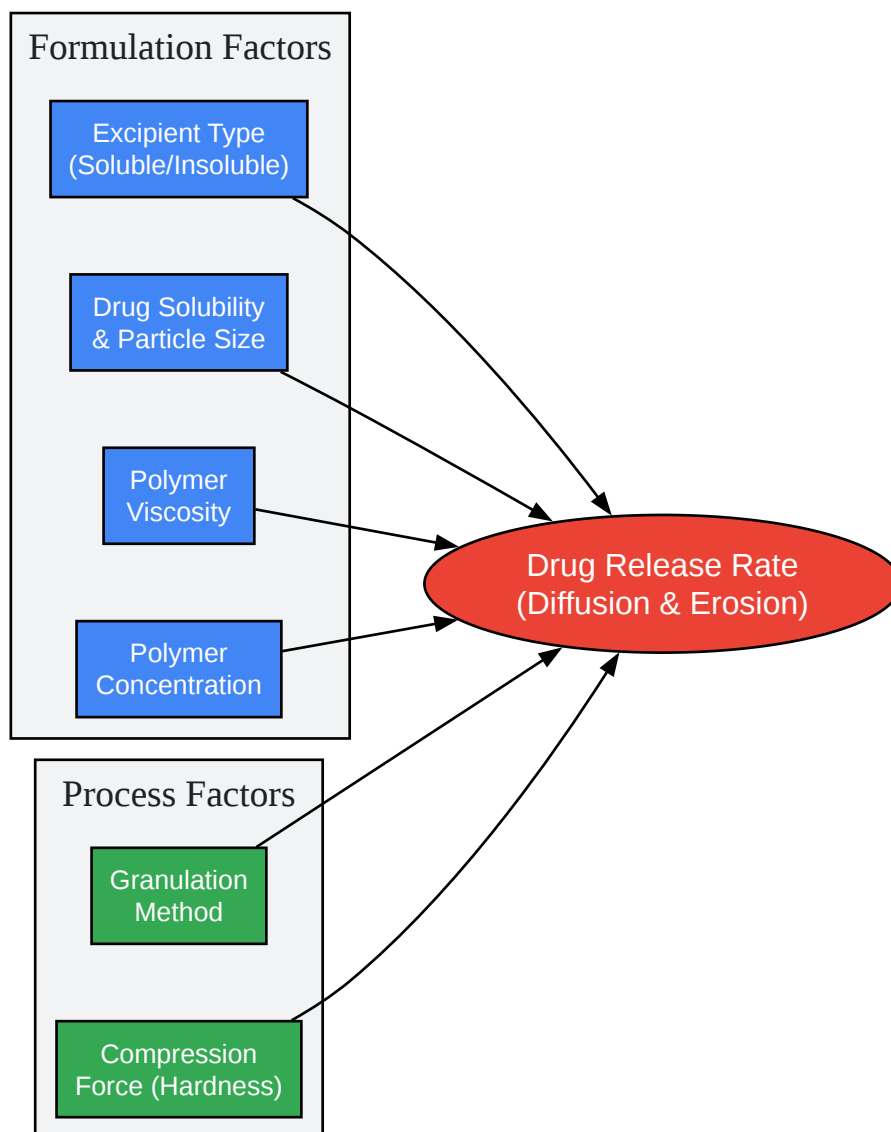 Formulation Factors
Excipient Type
(Soluble/Insoluble)
Drug Solubility
& Particle Size
Polymer
Viscosity
Polymer
Concentration
Drug Release Rate
(Diffusion & Erosion)
Process Factors
Granulation
Method
Compression
Force (Hardness)